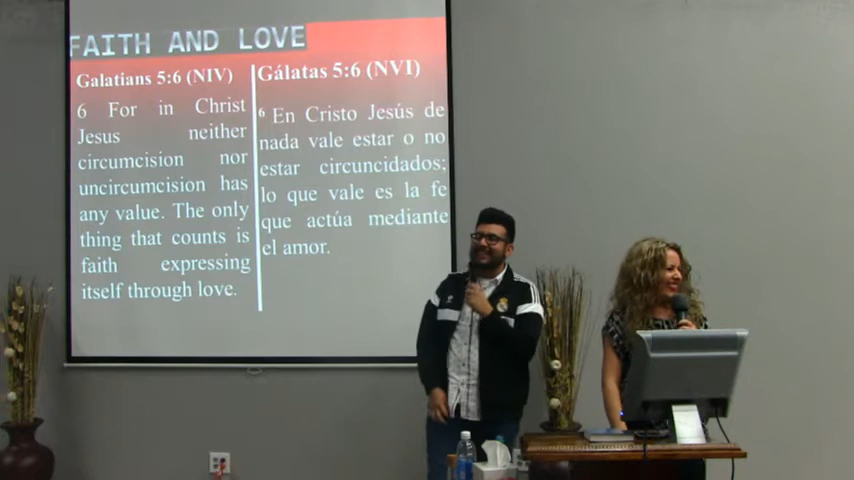 FAITH AND LOVE
Galatians 5:6 (NIV)
6 For in Christ
Jesus neither
circumcision nor
uncircumcision has
any value. The only
thing that counts is
faith expressing
itself through love.
Gálatas 5:6 (NVI)
6 En Cristo Jesús de
nada vale estar o no
estar circuncidados;
lo que vale es la fe
que actúa mediante
el amor.